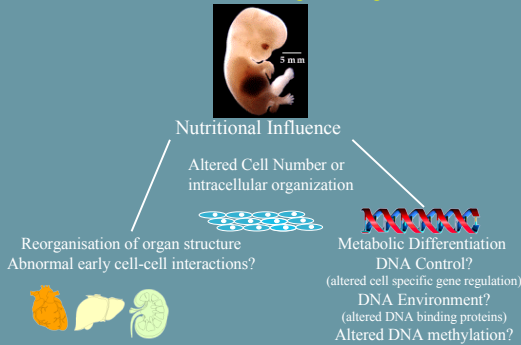 5 mm
Nutritional Influence
Altered Cell Number or
intracellular organization
Reorganisation of organ structure
Abnormal early cell-cell interactions?
Metabolic Differentiation
DNA Control?
(altered cell specific gene regulation)
DNA Environment?
(altered DNA binding proteins)
Altered DNA methylation?